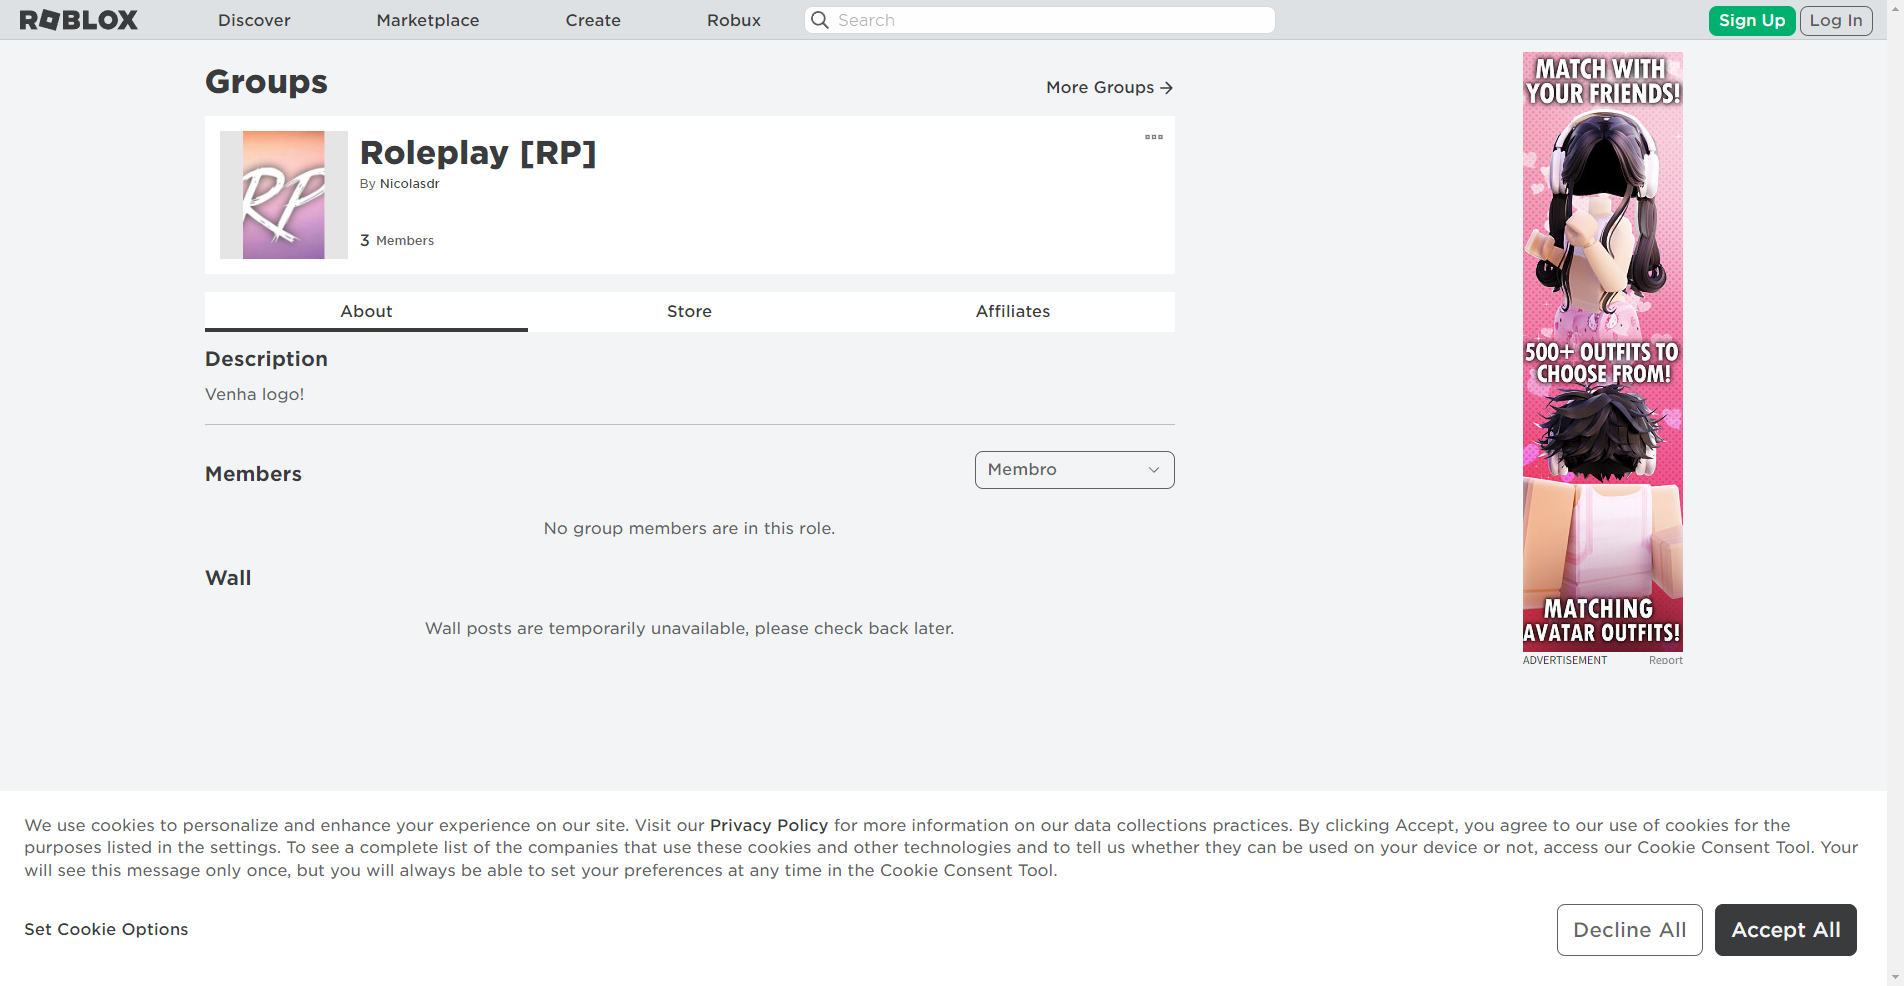 ROBLOX Discover Marketplace Create Robux Search Sign Up Log In
Groups
More Groups
RP
Roleplay [RP]
By Nicolasdr
3 Members
About Store Affiliates
Description
Venha logo!
Members
Membro
No group members are in this role.
Wall
Wall posts are temporarily unavailable, please check back later.
MATCH WITH
YOUR FRIENDS!
500+ OUTFITS TO
CHOOSE FROM!
MATCHING
AVATAR OUTFITS!
ADVERTISEMENT Report
We use cookies to personalize and enhance your experience on our site. Visit our Privacy Policy for more information on our data collections practices. By clicking Accept, you agree to our use of cookies for the
purposes listed in the settings. To see a complete list of the companies that use these cookies and other technologies and to tell us whether they can be used on your device or not, access our Cookie Consent Tool. Your
will see this message only once, but you will always be able to set your preferences at any time in the Cookie Consent Tool.
Set Cookie Options
Decline All
Accept All